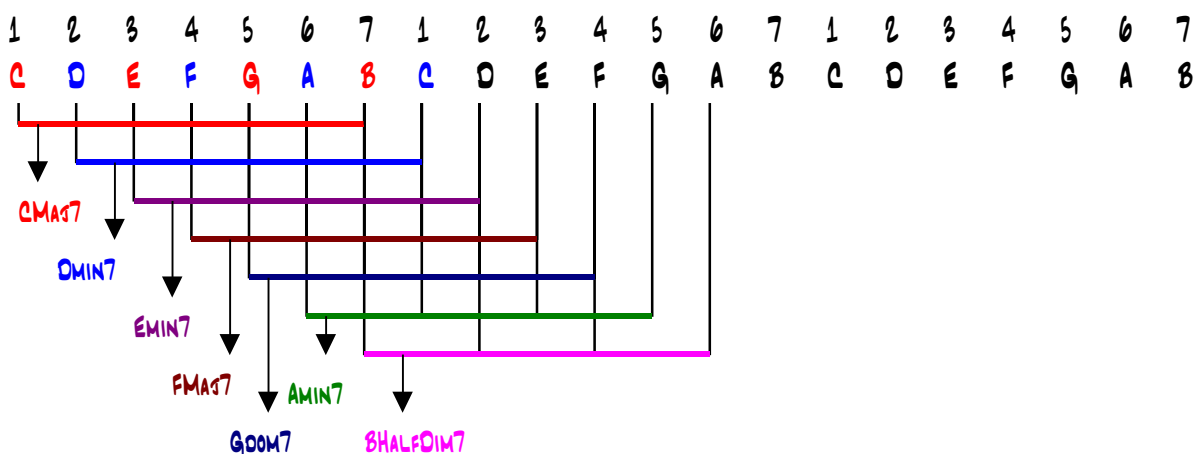 1 2 3 4 5 6 7 1 2 3 4 5 6 7 1 2 3 4 5 6 7
C D E F G A B C D E F G A B C D E F G A B
CMAJ7
DMIN7
EMIN7
FMAJ7
AMIN7
GDOM7
BHALFDIM7